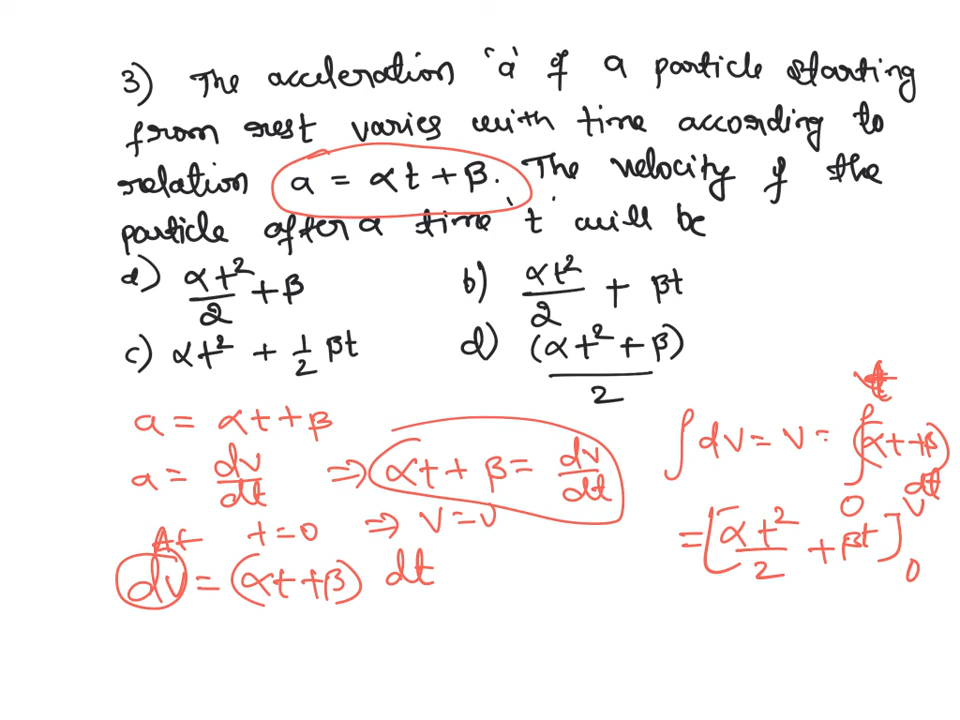 3) The acceleration 'a' of a particle starting
from rest varies with time according to
relation a = αt + β. The velocity of the
particle after a time 't' will be
a) αt²/2 + β b) αt²/2 + βt
c) αt² + 1/2 βt d) (αt² + β)/2
a = αt + β
a = dv/dt ⇒ αt + β = dv/dt
At t = 0 ⇒ V = v
dv = (αt + β) dt
∫dv = v = ∫₀ (αt + β) dt
= [αt²/2 + βt]₀ᵛ